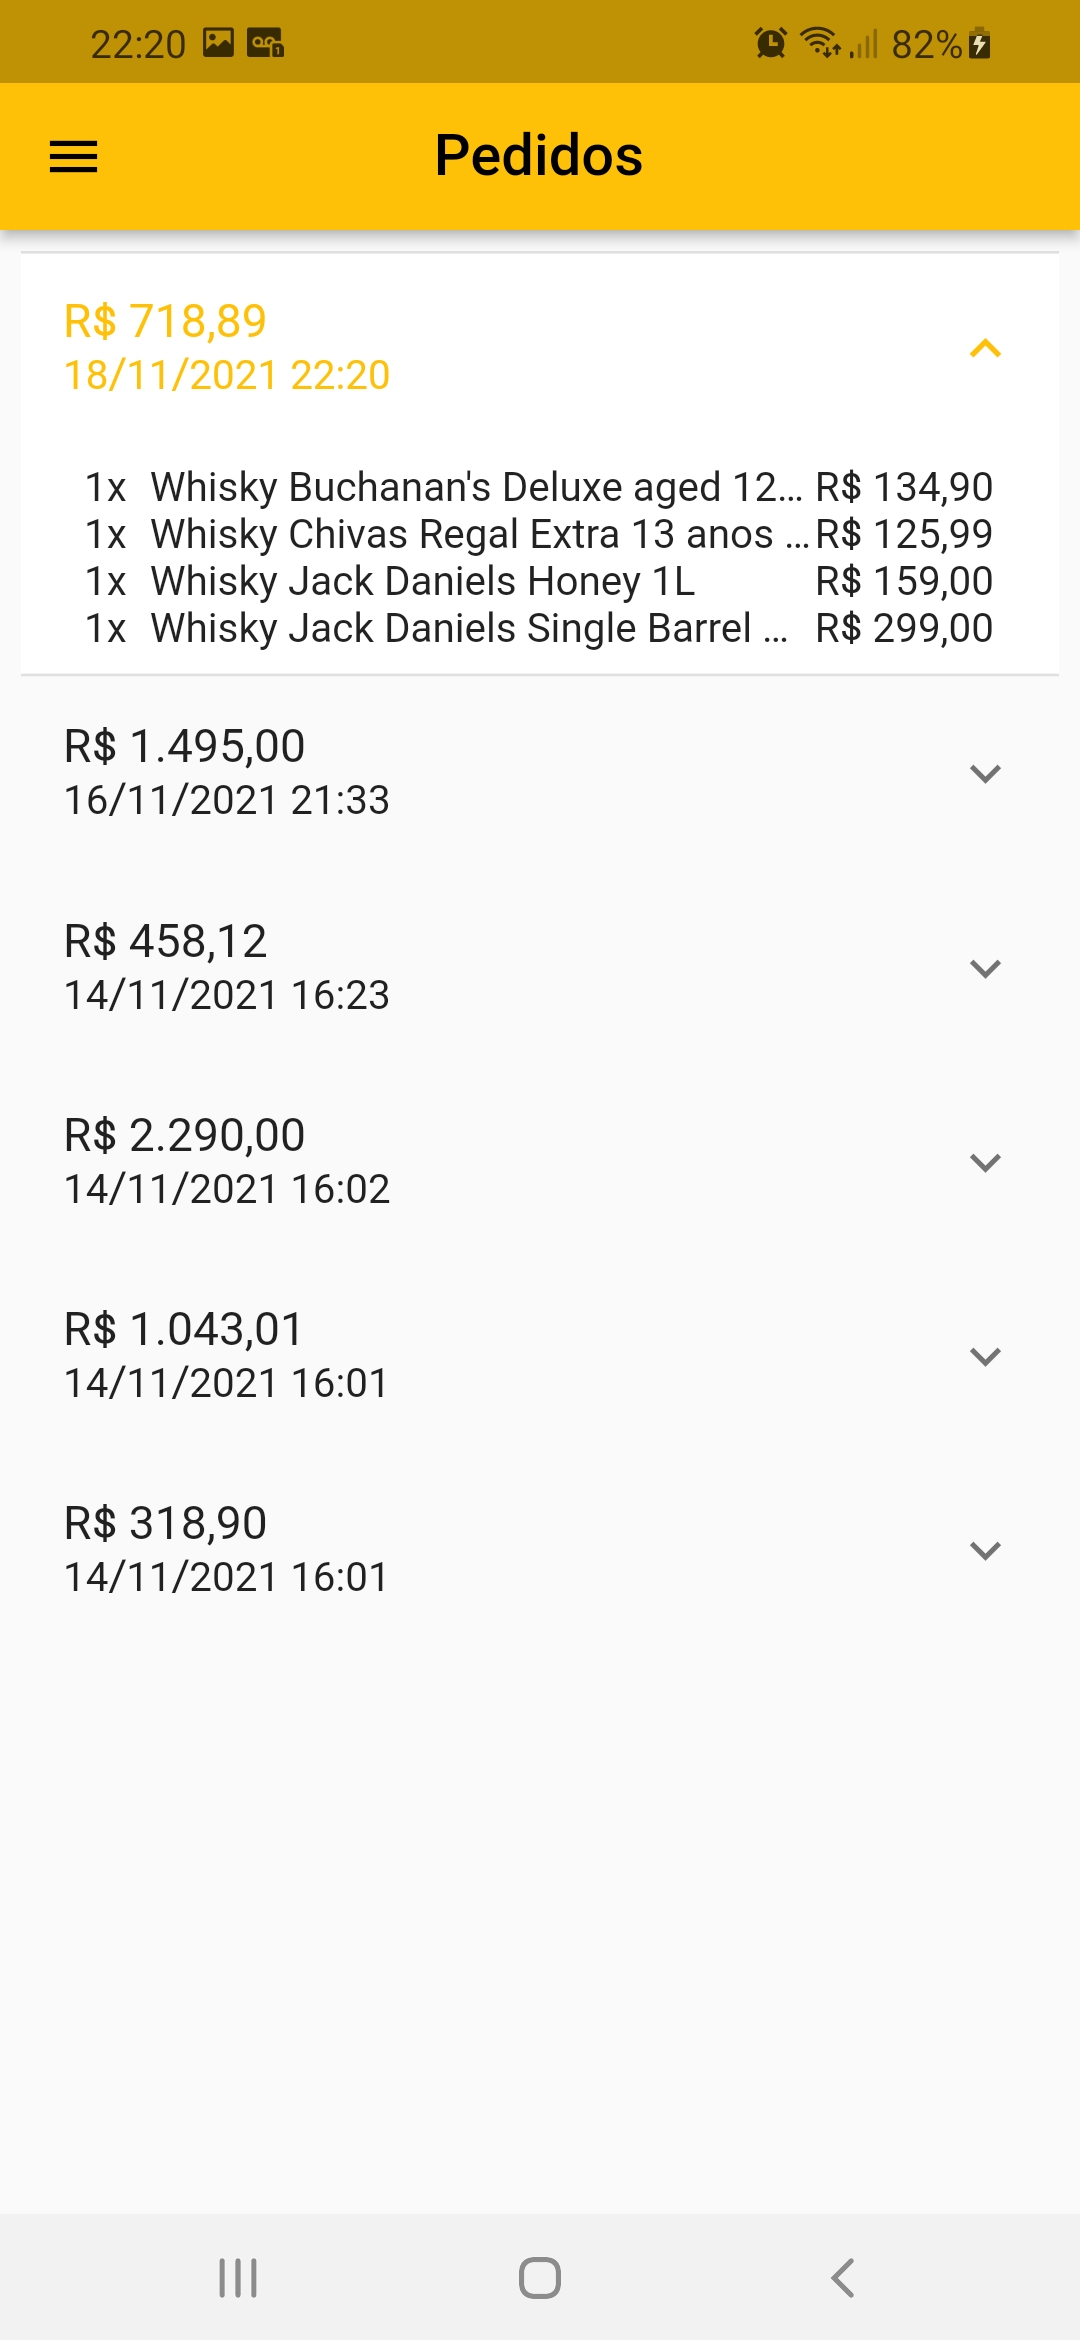 22:20 82%
Pedidos
R$ 718,89
18/11/2021 22:20
1x Whisky Buchanan's Deluxe aged 12... R$ 134,90
1x Whisky Chivas Regal Extra 13 anos ... R$ 125,99
1x Whisky Jack Daniels Honey 1L R$ 159,00
1x Whisky Jack Daniels Single Barrel ... R$ 299,00
R$ 1.495,00
16/11/2021 21:33
R$ 458,12
14/11/2021 16:23
R$ 2.290,00
14/11/2021 16:02
R$ 1.043,01
14/11/2021 16:01
R$ 318,90
14/11/2021 16:01